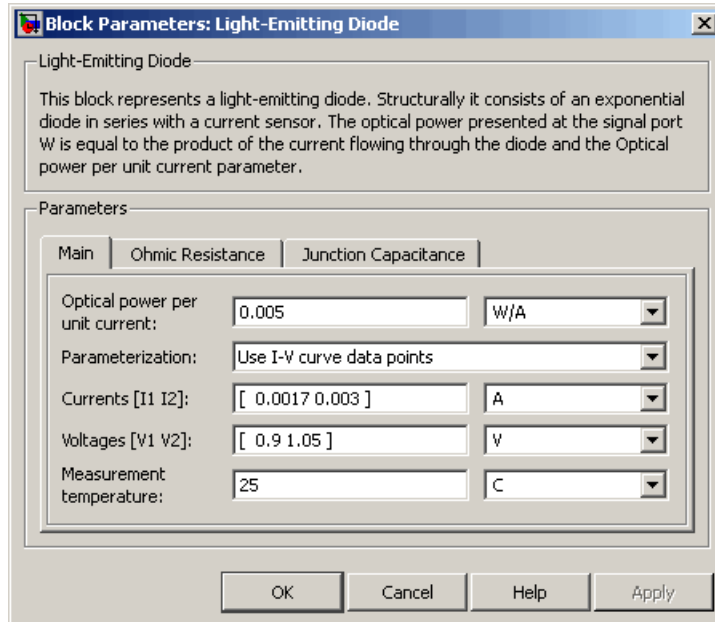 Block Parameters: Light-Emitting Diode
Light-Emitting Diode
This block represents a light-emitting diode. Structurally it consists of an exponential
diode in series with a current sensor. The optical power presented at the signal port
W is equal to the product of the current flowing through the diode and the Optical
power per unit current parameter.
Parameters
Main Ohmic Resistance Junction Capacitance
Optical power per
unit current: 0.005 W/A
Parameterization: Use I-V curve data points
Currents [I1 I2]: [ 0.0017 0.003 ] A
Voltages [V1 V2]: [ 0.9 1.05 ] V
Measurement
temperature: 25 C
OK Cancel Help Apply